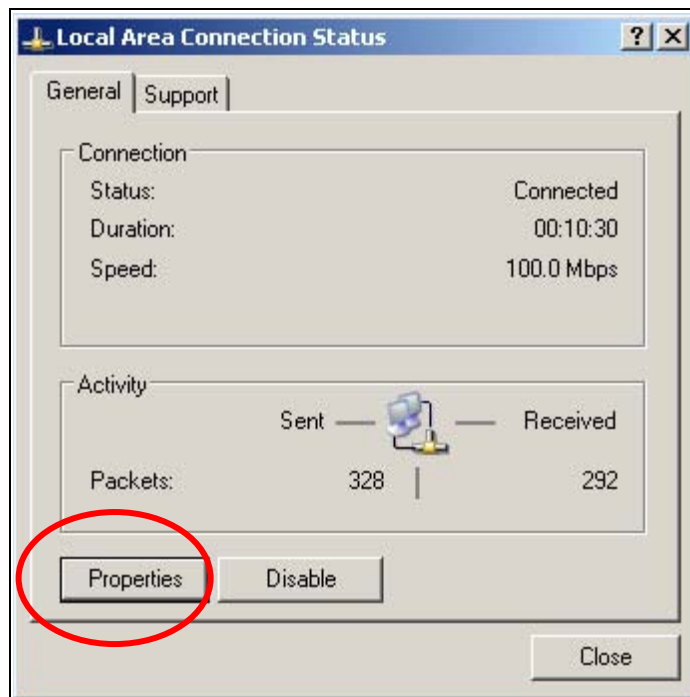 Local Area Connection Status
General Support
Connection
Status: Connected
Duration: 00:10:30
Speed: 100.0 Mbps
Activity
Sent Received
Packets: 328 292
Properties Disable
Close